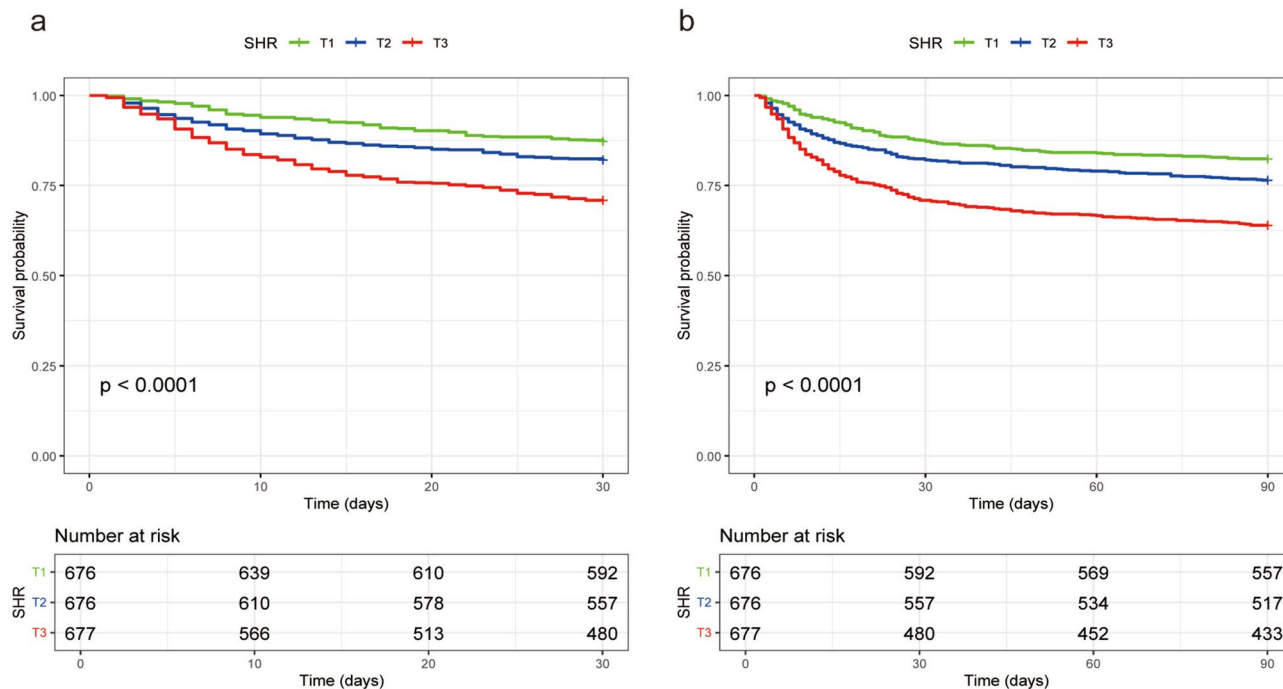 a
SHR T1 T2 T3
1.00
0.75
0.50
0.25
0.00
Survival probability
p < 0.0001
0 10 20 30
Time (days)
Number at risk
SHR
T1 676 639 610 592
T2 676 610 578 557
T3 677 566 513 480
0 10 20 30
Time (days)
b
SHR T1 T2 T3
1.00
0.75
0.50
0.25
0.00
Survival probability
p < 0.0001
0 30 60 90
Time (days)
Number at risk
SHR
T1 676 592 569 557
T2 676 557 534 517
T3 677 480 452 433
0 30 60 90
Time (days)